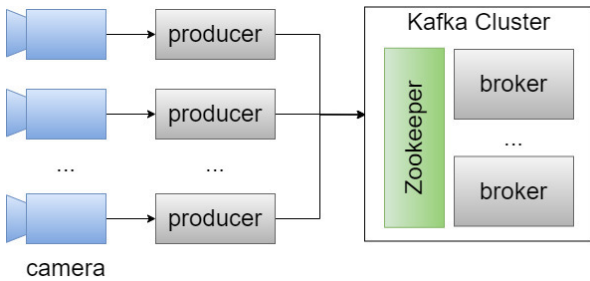 Kafka Cluster
producer
broker
producer
Zookeeper
...
...
...
producer
broker
camera